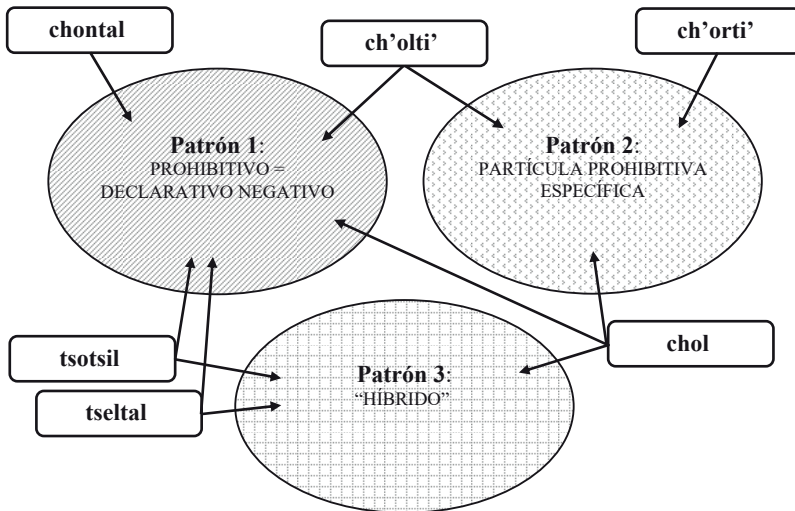 chontal
ch’olti’
ch’orti’
Patrón 1:
PROHIBITIVO =
DECLARATIVO NEGATIVO
Patrón 2:
PARTÍCULA PROHIBITIVA
ESPECÍFICA
tsotsil
tseltal
Patrón 3:
“HÍBRIDO”
chol